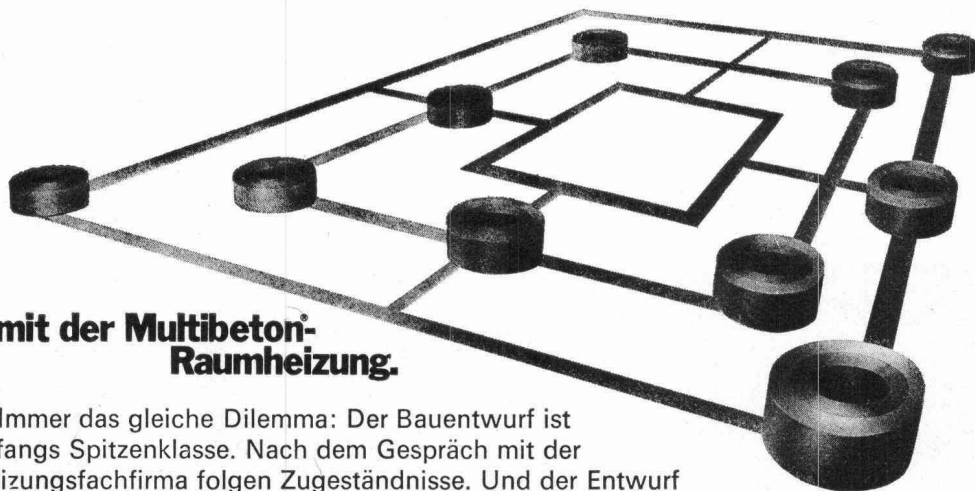 mit der Multibeton®-
Raumheizung.
Immer das gleiche Dilemma: Der Bauentwurf ist
fangs Spitzenklasse. Nach dem Gespräch mit der
izungsfachfirma folgen Zugeständnisse. Und der Entwurf